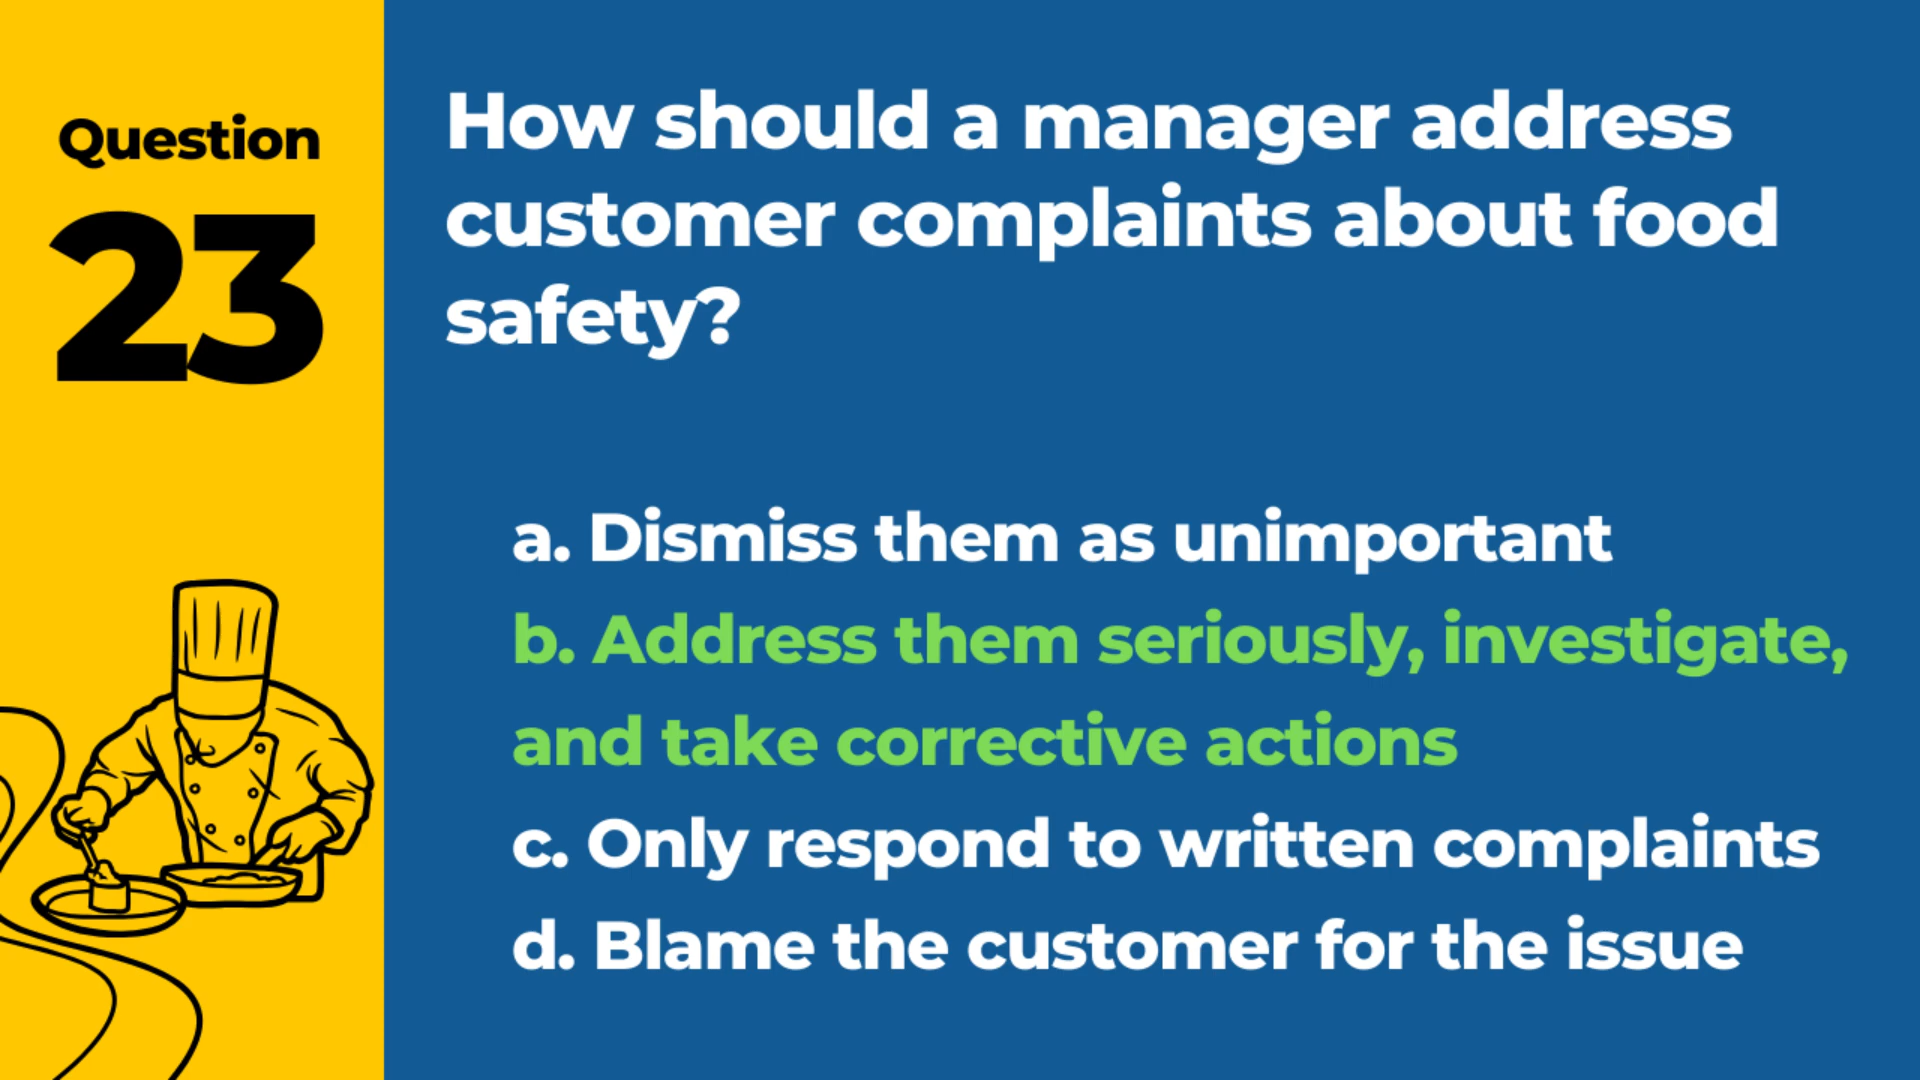 Question
23
How should a manager address
customer complaints about food
safety?
a. Dismiss them as unimportant
b. Address them seriously, investigate,
and take corrective actions
c. Only respond to written complaints
d. Blame the customer for the issue